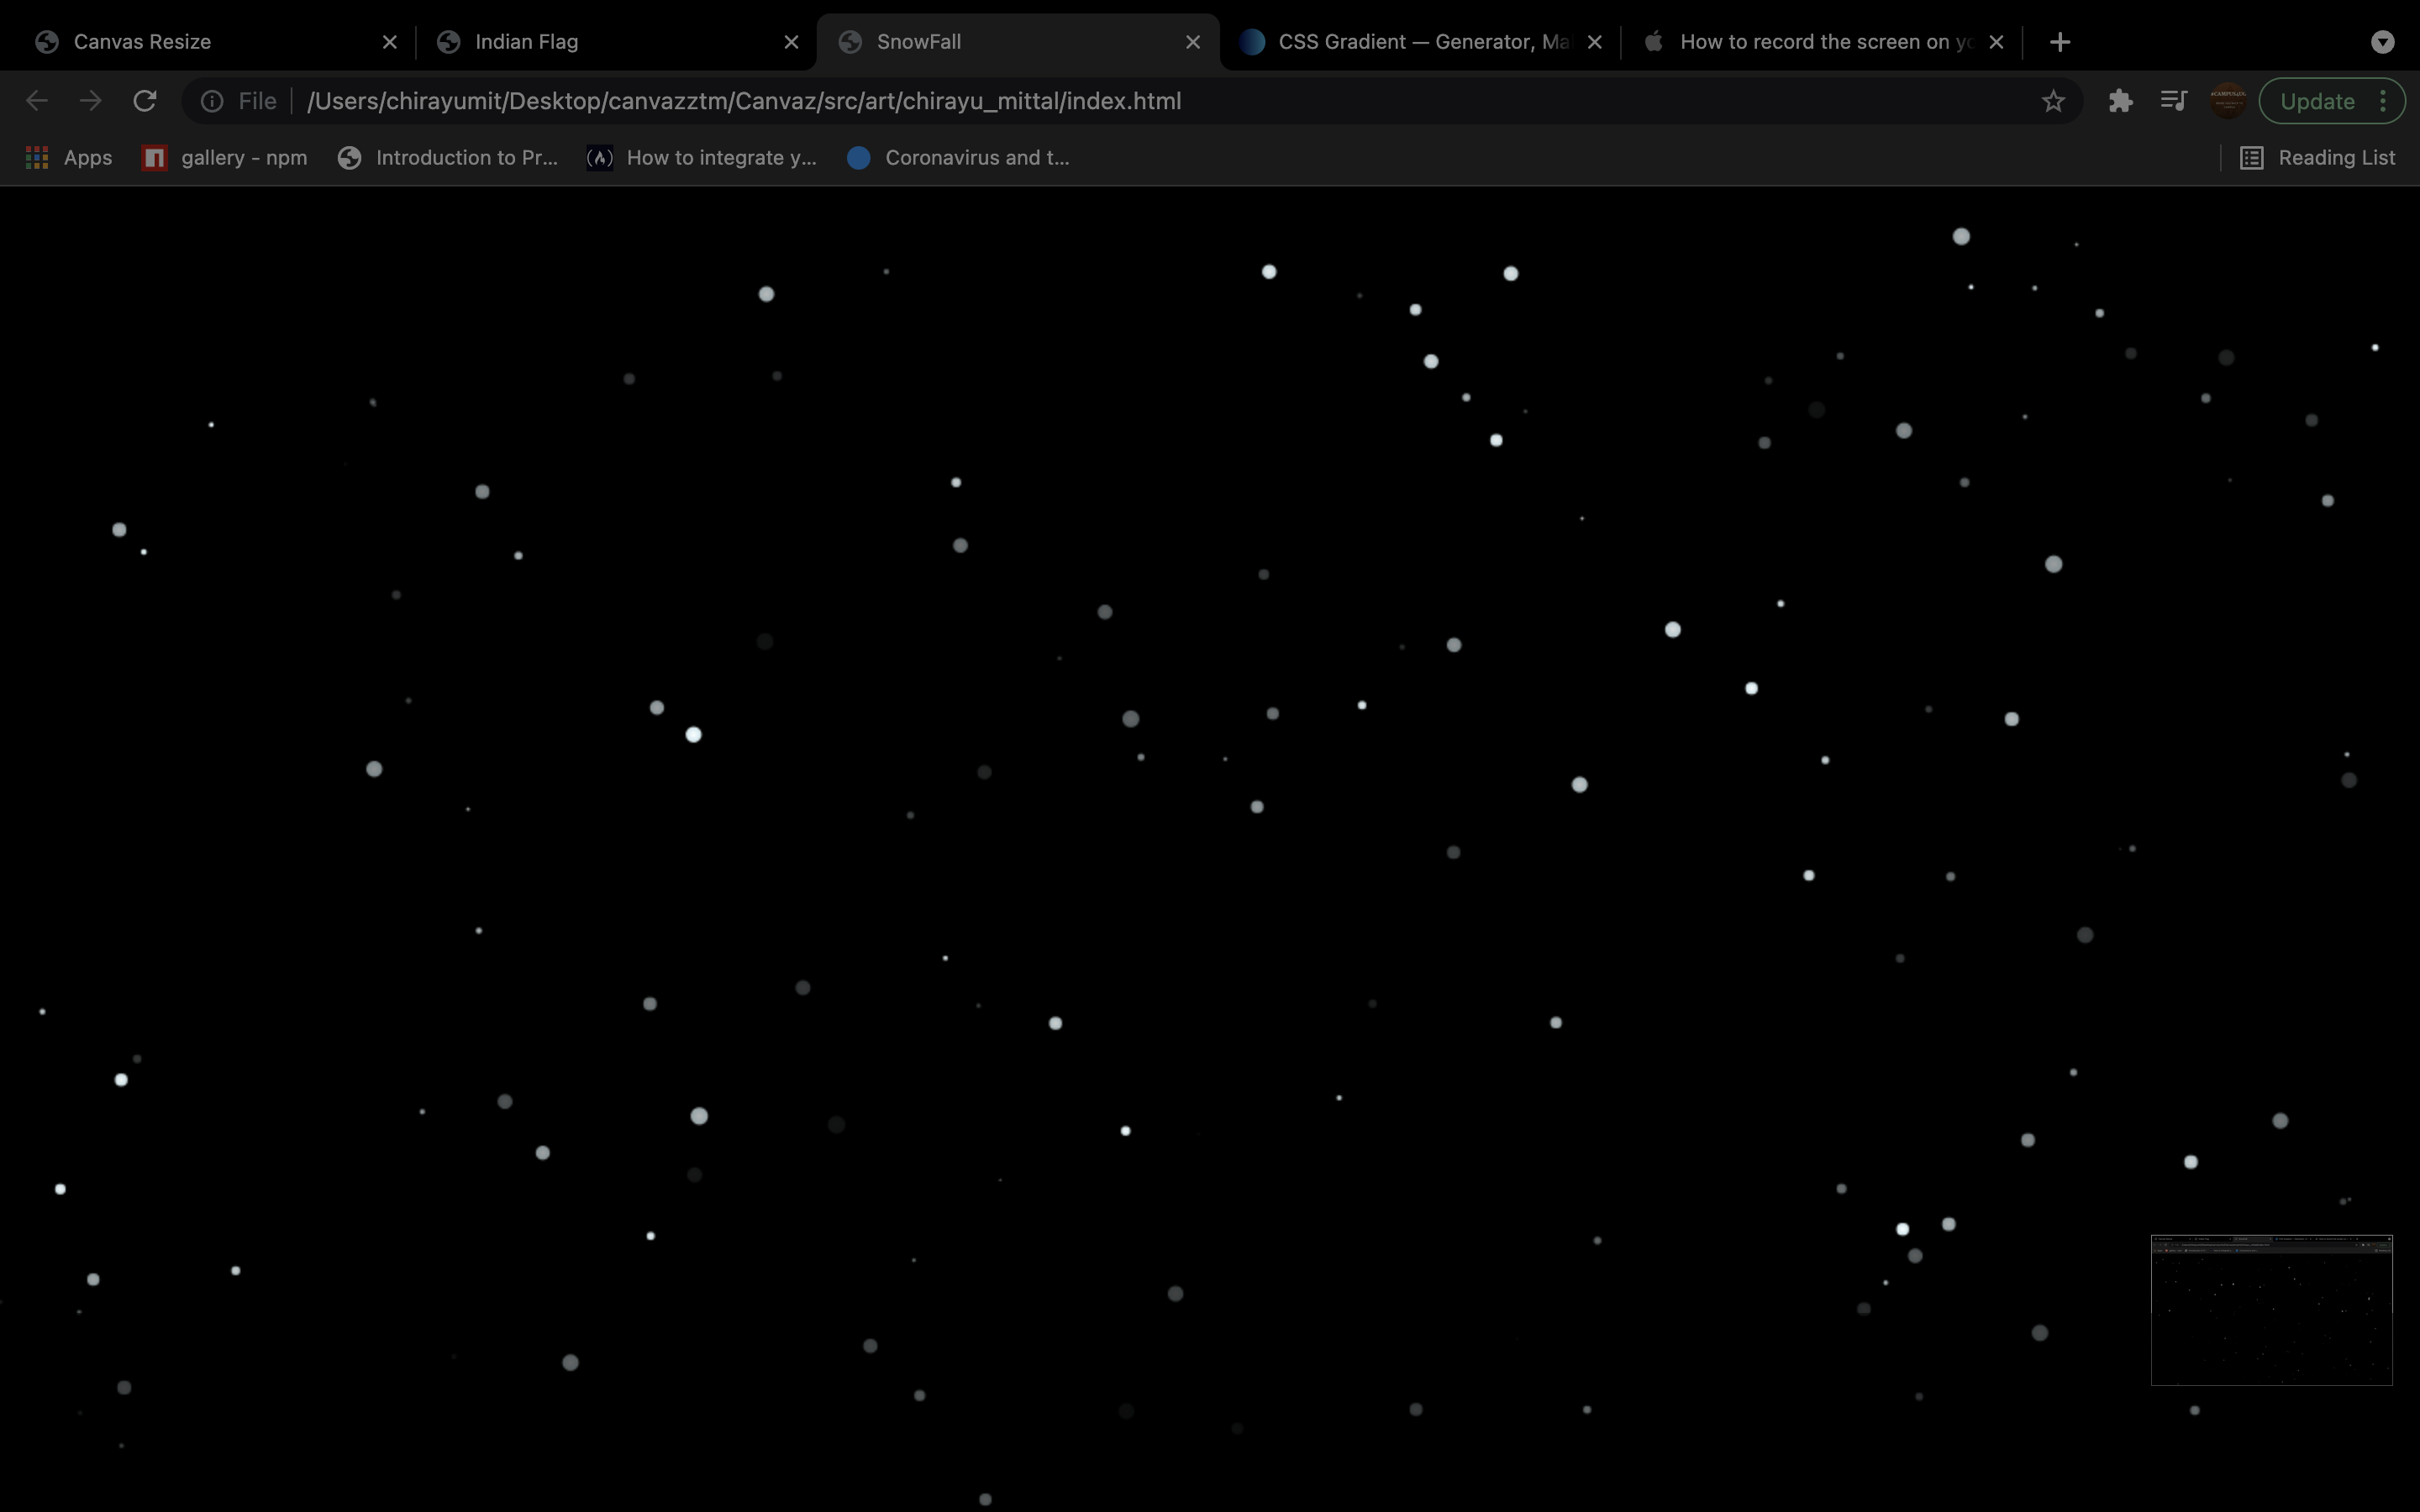 Canvas Resize
Indian Flag
SnowFall
CSS Gradient — Generator, Ma
How to record the screen on yo
File
/Users/chirayumit/Desktop/canvazztm/Canvaz/src/art/chirayu_mittal/index.html
Update
Apps
gallery - npm
Introduction to Pr...
How to integrate y...
Coronavirus and t...
Reading List